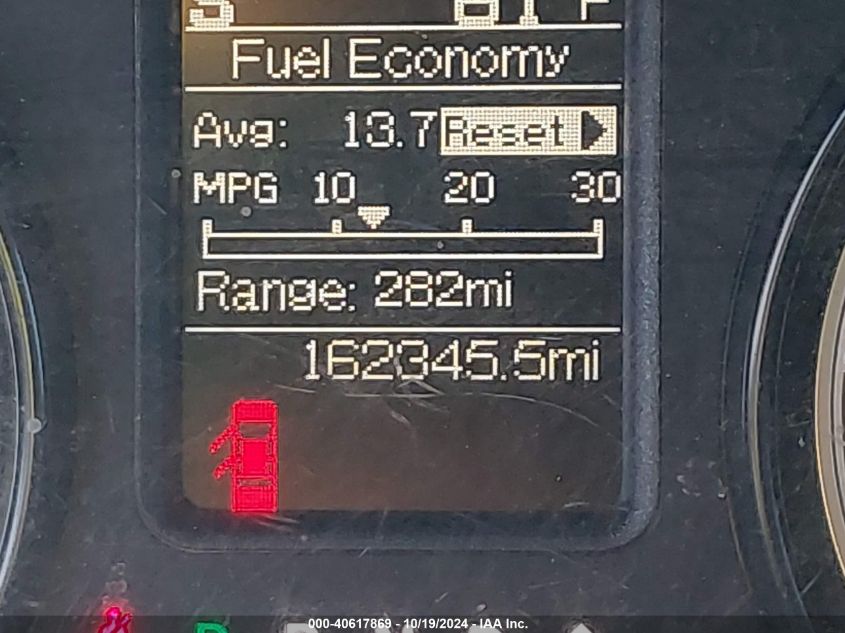 Fuel Economy
Avg: 13.7 Reset
MPG 10 20 30
Range: 282mi
162345.5mi
000-40617869 - 10/19/2024 - IAA Inc.